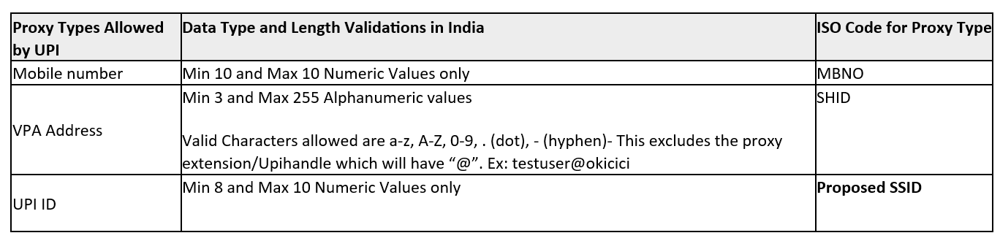 Proxy Types Allowed by UPI
Data Type and Length Validations in India
ISO Code for Proxy Type
Mobile number
Min 10 and Max 10 Numeric Values only
MBNO
VPA Address
Min 3 and Max 255 Alphanumeric values
Valid Characters allowed are a-z, A-Z, 0-9, . (dot), - (hyphen)- This excludes the proxy
extension/Upihandle which will have “@”. Ex: testuser@okicici
SHID
UPI ID
Min 8 and Max 10 Numeric Values only
Proposed SSID